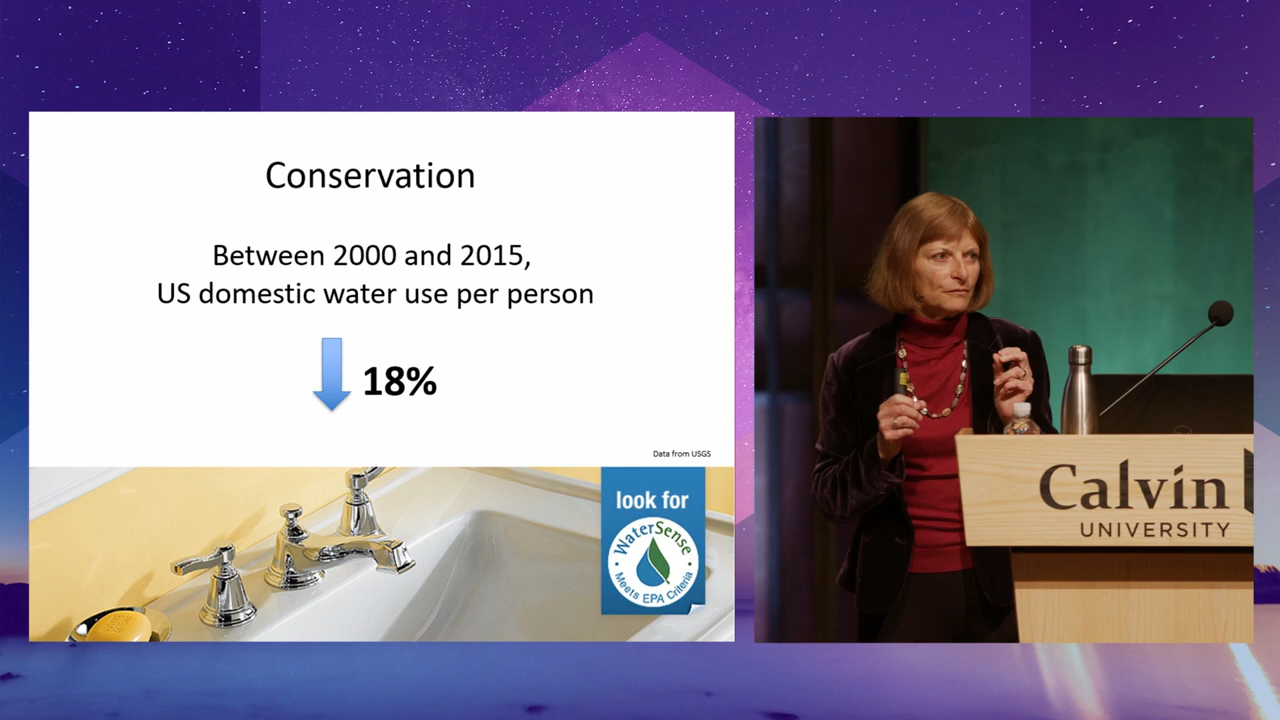 Conservation
Between 2000 and 2015,
US domestic water use per person
18%
Data from USGS
look for
WaterSense
Meets EPA Criteria
Calvin
UNIVERSITY